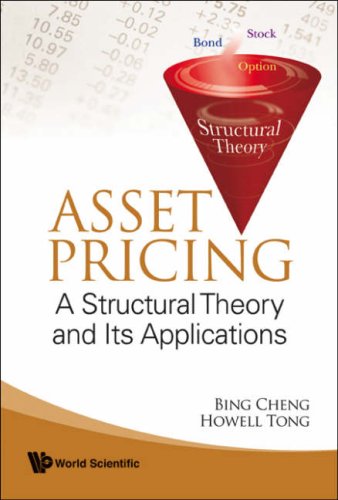 Bond
Stock
Option
Structural
Theory
ASSET
PRICING
A Structural Theory
and Its Applications
BING CHENG
HOWELL TONG
World Scientific